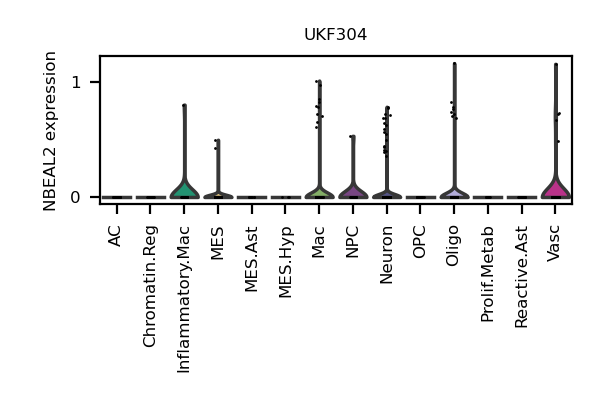 UKF304
NBEAL2 expression
1
0
AC
Chromatin.Reg
Inflammatory.Mac
MES
MES.Ast
MES.Hyp
Mac
NPC
Neuron
OPC
Oligo
Prolif.Metab
Reactive.Ast
Vasc